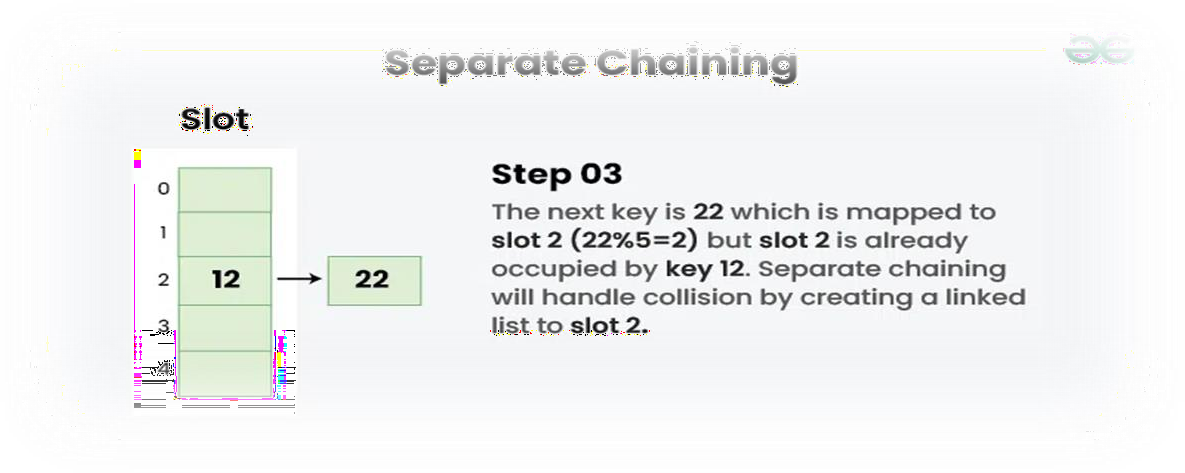 Separate Chaining
Slot
0
1
2
12
22
3
4
Step 03
The next key is 22 which is mapped to
slot 2 (22%5=2) but slot 2 is already
occupied by key 12. Separate chaining
will handle collision by creating a linked
list to slot 2.